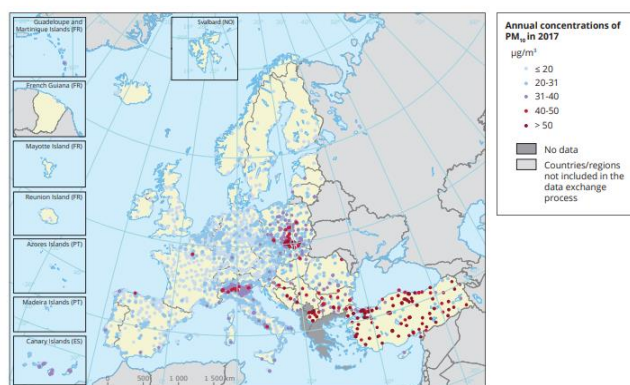 Guadeloupe and
Martinique Islands (FR)
Svalbard (NO)
French Guiana (FR)
Mayotte Island (FR)
Reunion Island (FR)
Azores Islands (PT)
Madeira Islands (PT)
Canary Islands (ES)
500 1 000 1 500 km
Annual concentrations of
PM₁₀ in 2017
μg/m³
≤ 20
20-31
31-40
40-50
> 50
No data
Countries/regions
not included in the
data exchange
process